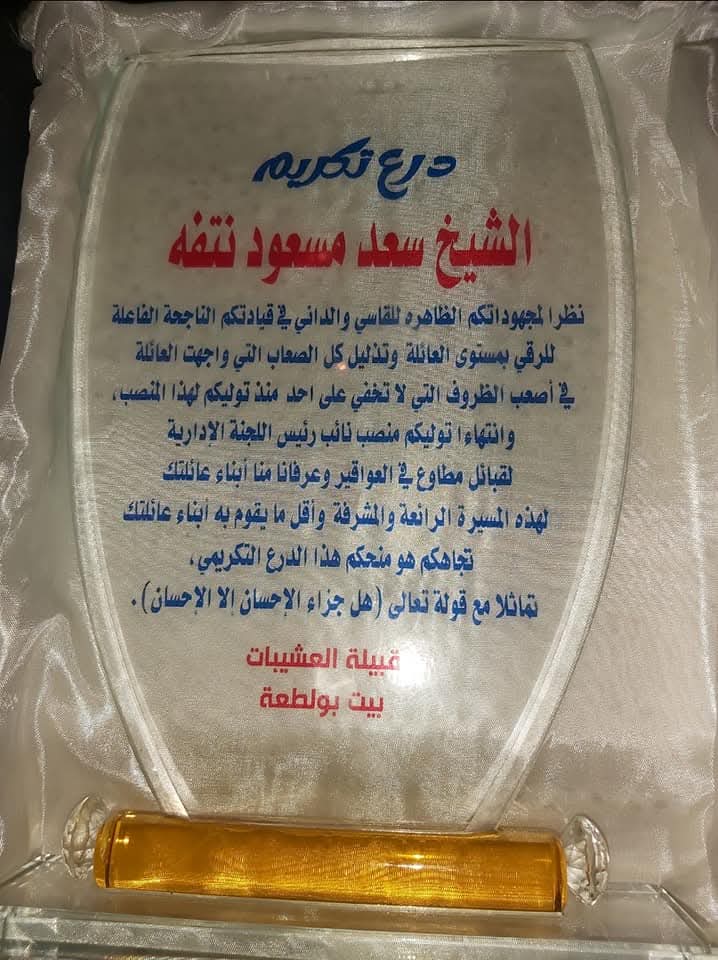 درع تكريم
الشيخ سعد مسعود نتفه
نظرا لمجهوداتكم الظاهره للقاسي والداني في قيادتكم الناجحة الفاعلة
للرقي بمستوى العائلة وتذليل كل الصعاب التي واجهت العائلة
في أصعب الظروف التي لا تخفي على احد منذ توليكم لهذا المنصب،
وانتهاءا توليكم منصب نائب رئيس اللجنة الإدارية
لقبائل مطاوع في العواقير وعرفانا منا أبناء عائلتك
لهذه المسيرة الرائعة والمشرفة وأقل ما يقوم به أبناء عائلتك
تجاهكم هو منحكم هذا الدرع التكريمي،
تماثلا مع قولة تعالى (هل جزاء الإحسان إلا الإحسان).
قبيلة العشيبات
بيت بولطعة